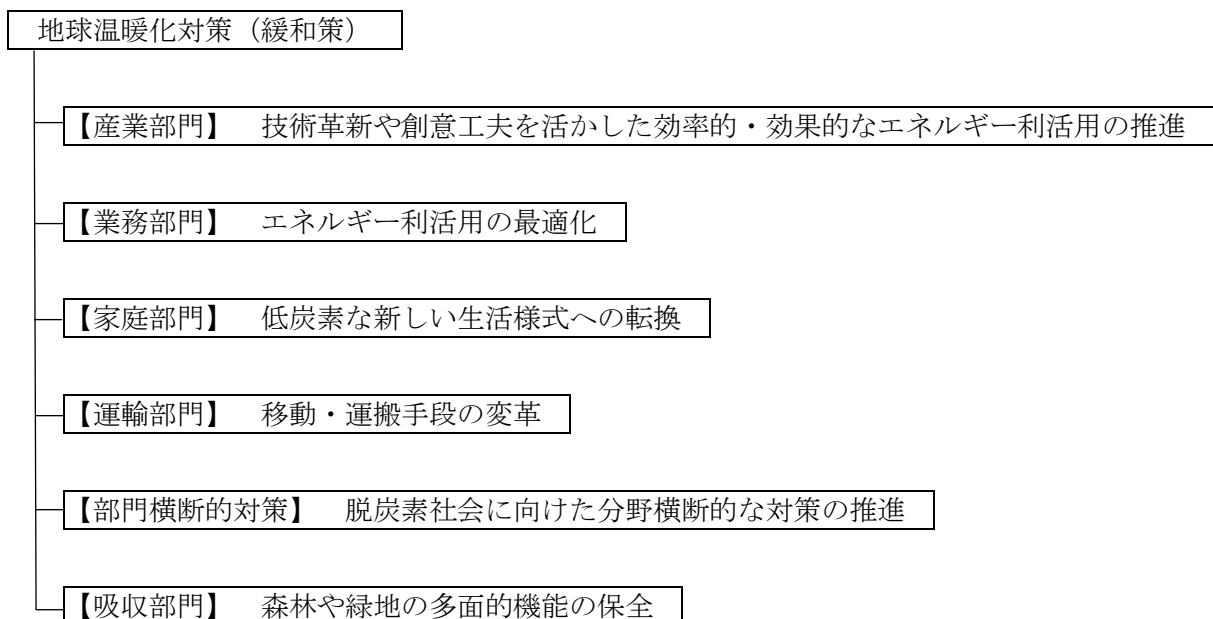 地球温暖化対策（緩和策）
【産業部門】　技術革新や創意工夫を活かした効率的・効果的なエネルギー利活用の推進
【業務部門】　エネルギー利活用の最適化
【家庭部門】　低炭素な新しい生活様式への転換
【運輸部門】　移動・運搬手段の変革
【部門横断的対策】　脱炭素社会に向けた分野横断的な対策の推進
【吸収部門】　森林や緑地の多面的機能の保全